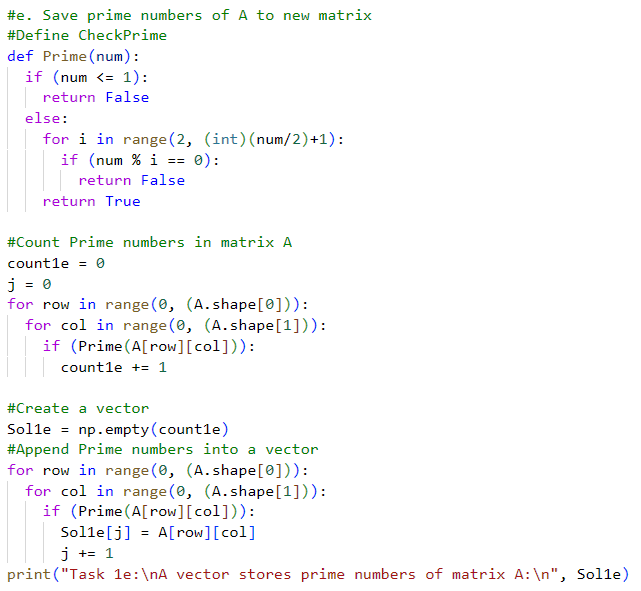 #e. Save prime numbers of A to new matrix
#Define CheckPrime
def Prime(num):
  if (num <= 1):
    return False
  else:
    for i in range(2, (int)(num/2)+1):
      if (num % i == 0):
        return False
    return True

#Count Prime numbers in matrix A
count1e = 0
j = 0
for row in range(0, (A.shape[0])):
  for col in range(0, (A.shape[1])):
    if (Prime(A[row][col])):
      count1e += 1

#Create a vector
Sol1e = np.empty(count1e)
#Append Prime numbers into a vector
for row in range(0, (A.shape[0])):
  for col in range(0, (A.shape[1])):
    if (Prime(A[row][col])):
      Sol1e[j] = A[row][col]
      j += 1
print("Task 1e:\nA vector stores prime numbers of matrix A:\n", Sol1e)